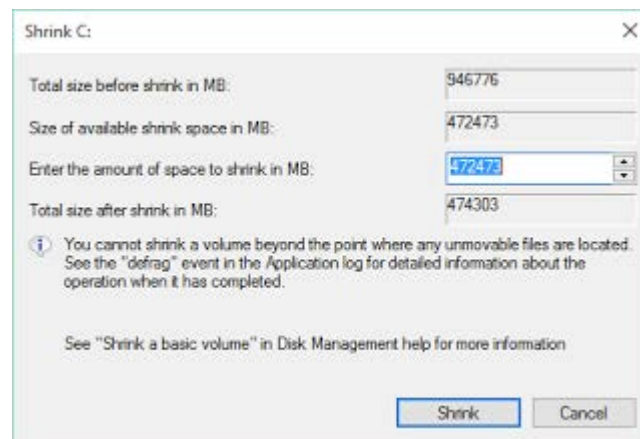 Shrink C:
Total size before shrink in MB: 946776
Size of available shrink space in MB: 472473
Enter the amount of space to shrink in MB: 472473
Total size after shrink in MB: 474303
You cannot shrink a volume beyond the point where any unmovable files are located.
See the "defrag" event in the Application log for detailed information about the
operation when it has completed.
See "Shrink a basic volume" in Disk Management help for more information
Shrink Cancel